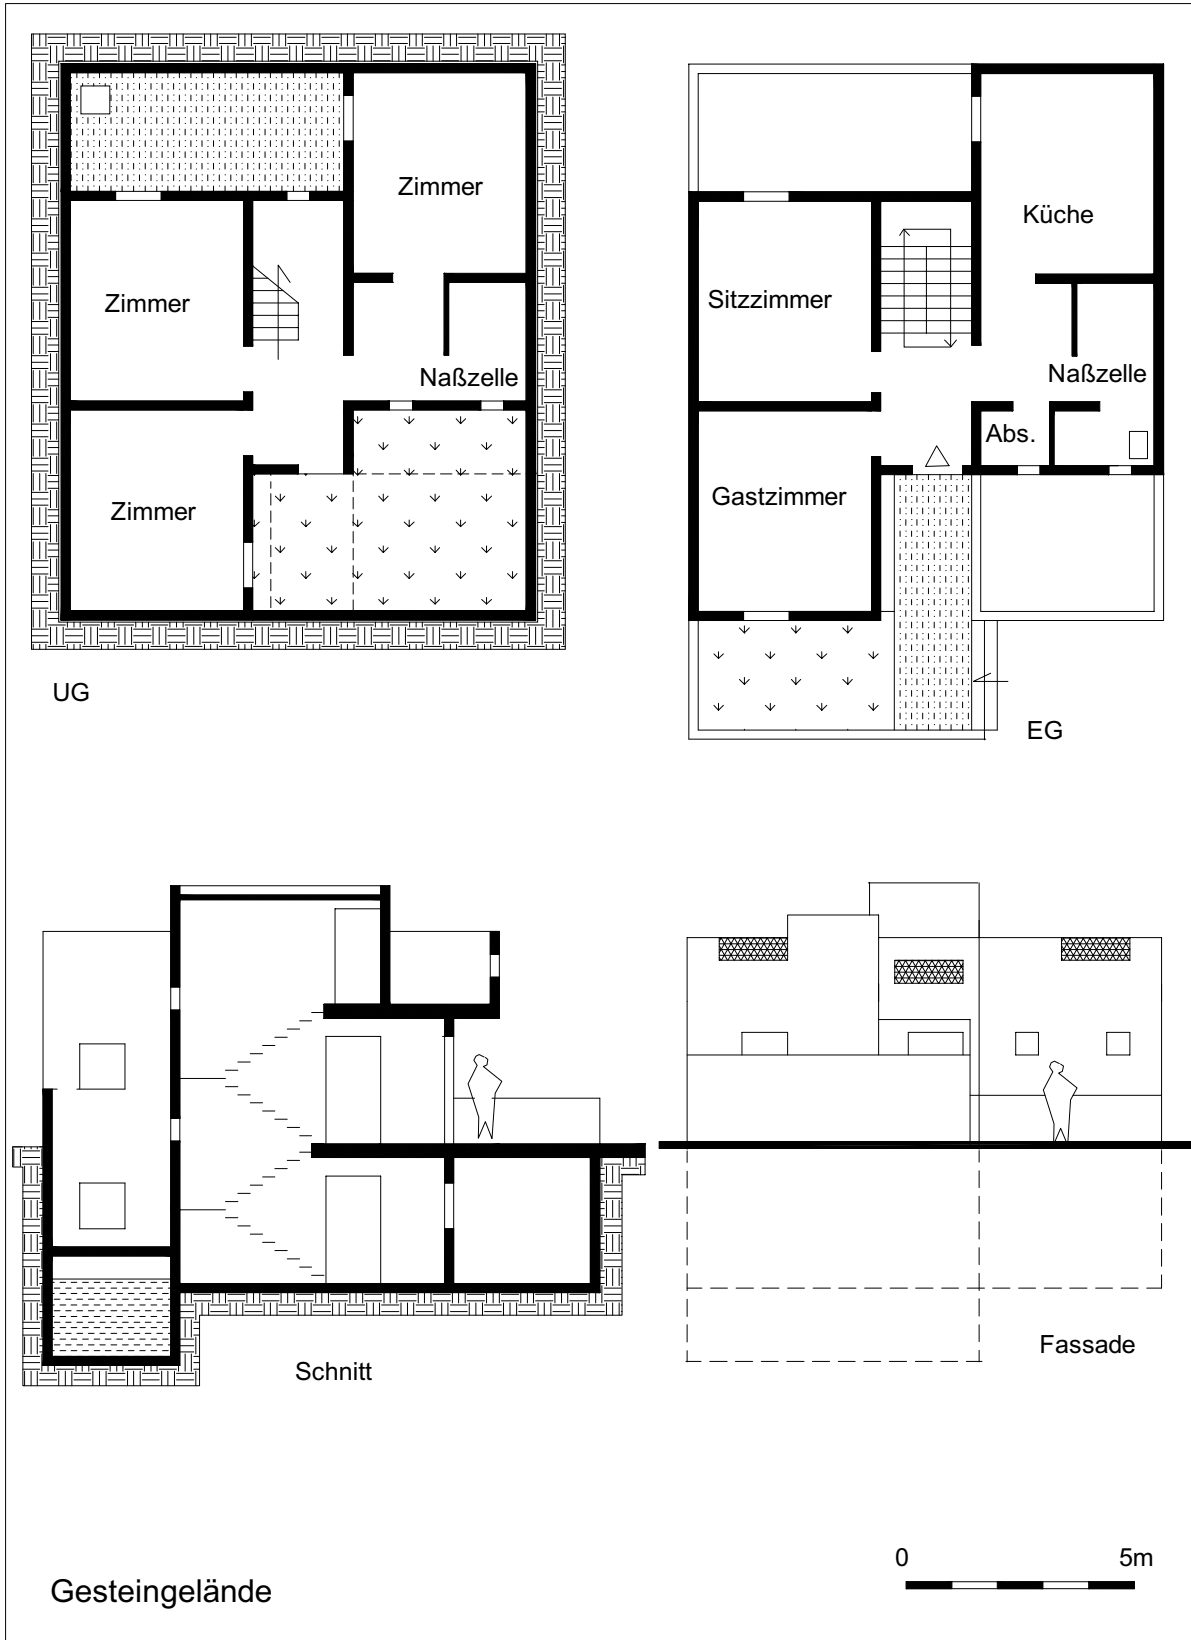 Zimmer
Zimmer
Naßzelle
Zimmer
UG
Küche
Sitzzimmer
Naßzelle
Abs.
Gastzimmer
EG
Schnitt
Fassade
0 5m
Gesteingelände